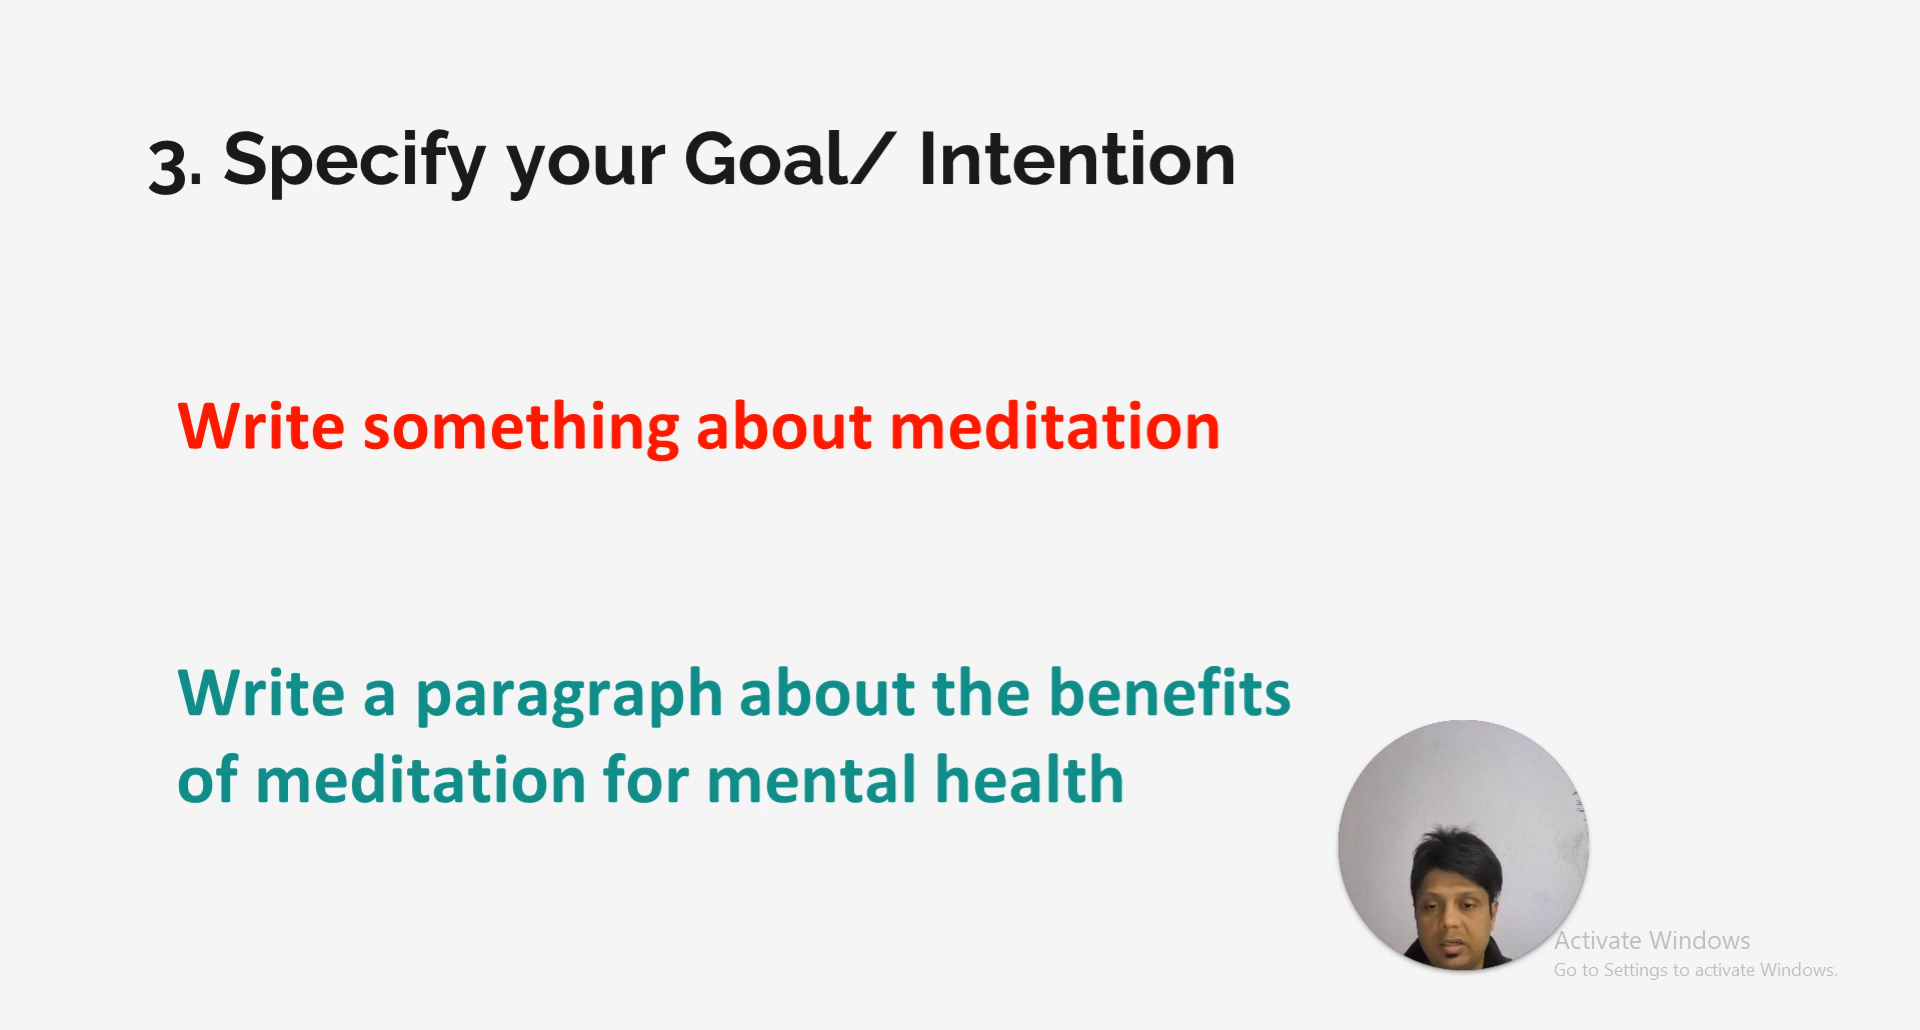 3. Specify your Goal/ Intention
Write something about meditation
Write a paragraph about the benefits
of meditation for mental health
Activate Windows
Go to Settings to activate Windows.